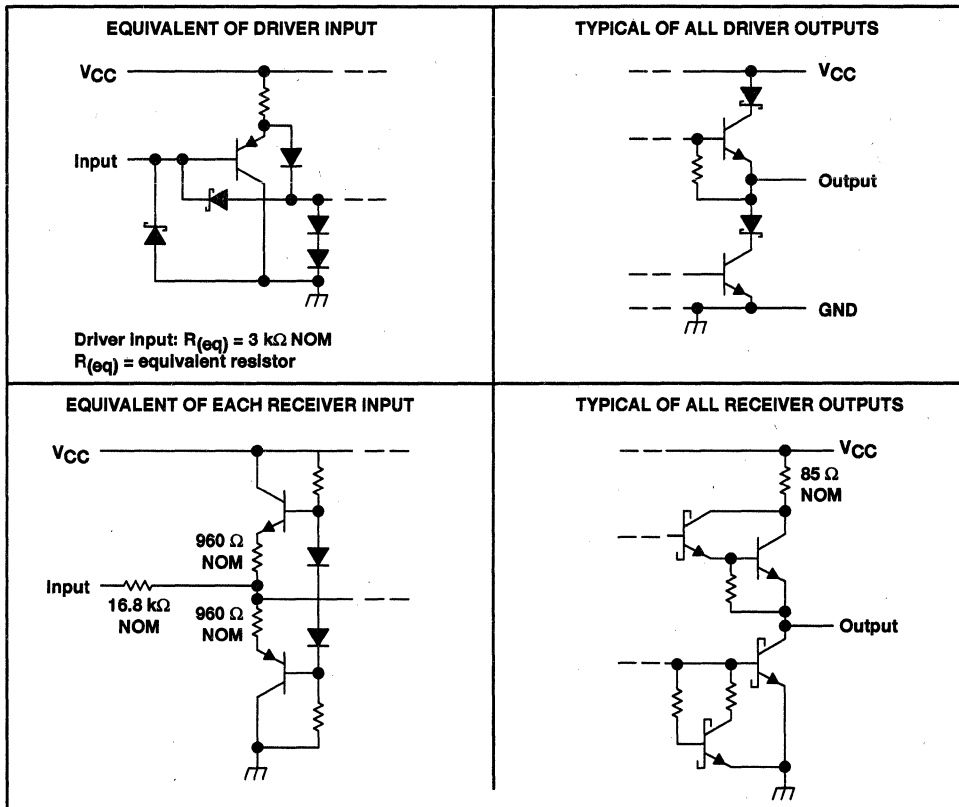 EQUIVALENT OF DRIVER INPUT
VCC
Input
Driver input: R(eq) = 3 kΩ NOM
R(eq) = equivalent resistor
TYPICAL OF ALL DRIVER OUTPUTS
VCC
Output
GND
EQUIVALENT OF EACH RECEIVER INPUT
VCC
960 Ω
NOM
Input
16.8 kΩ
NOM
960 Ω
NOM
TYPICAL OF ALL RECEIVER OUTPUTS
VCC
85 Ω
NOM
Output